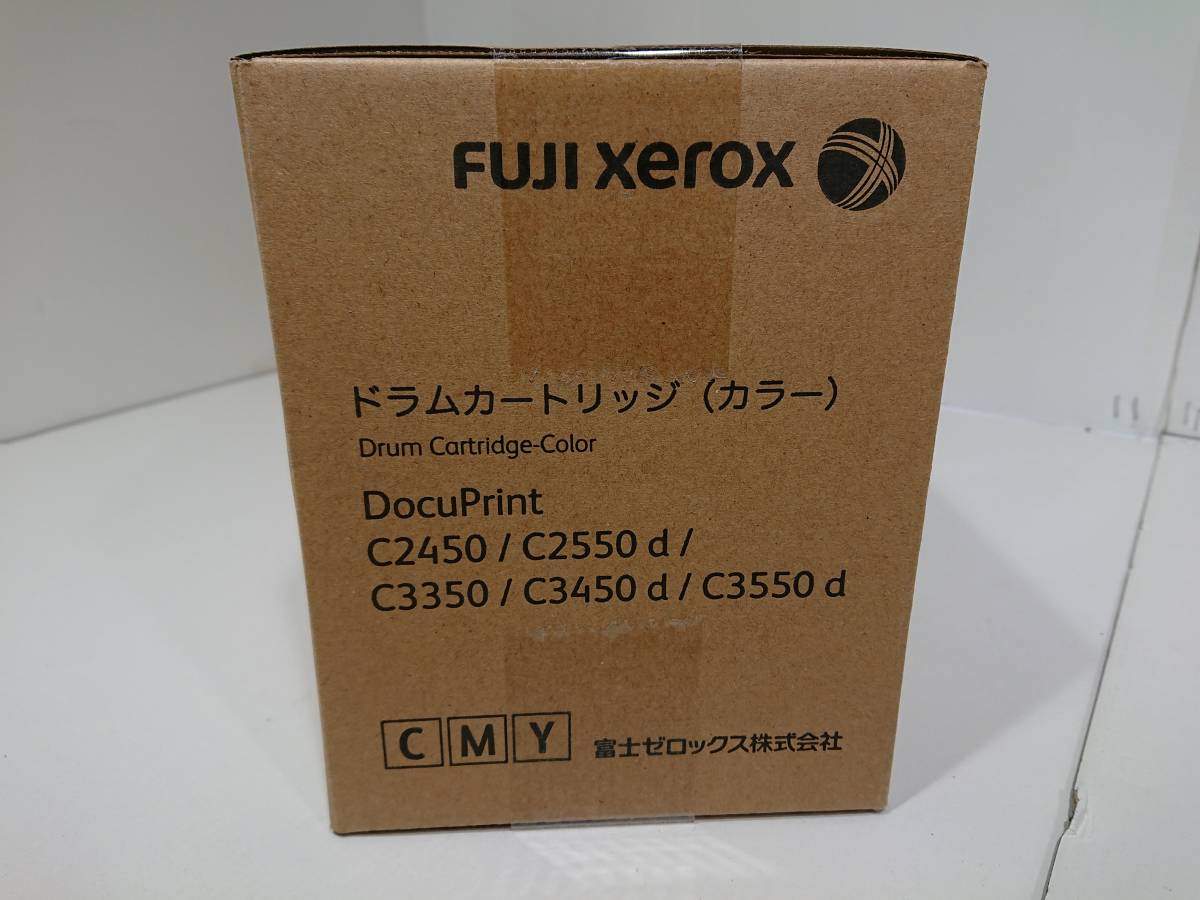 FUJI xerox
ドラムカートリッジ（カラー）
Drum Cartridge-Color
DocuPrint
C2450 / C2550 d /
C3350 / C3450 d / C3550 d
C M Y 富士ゼロックス株式会社